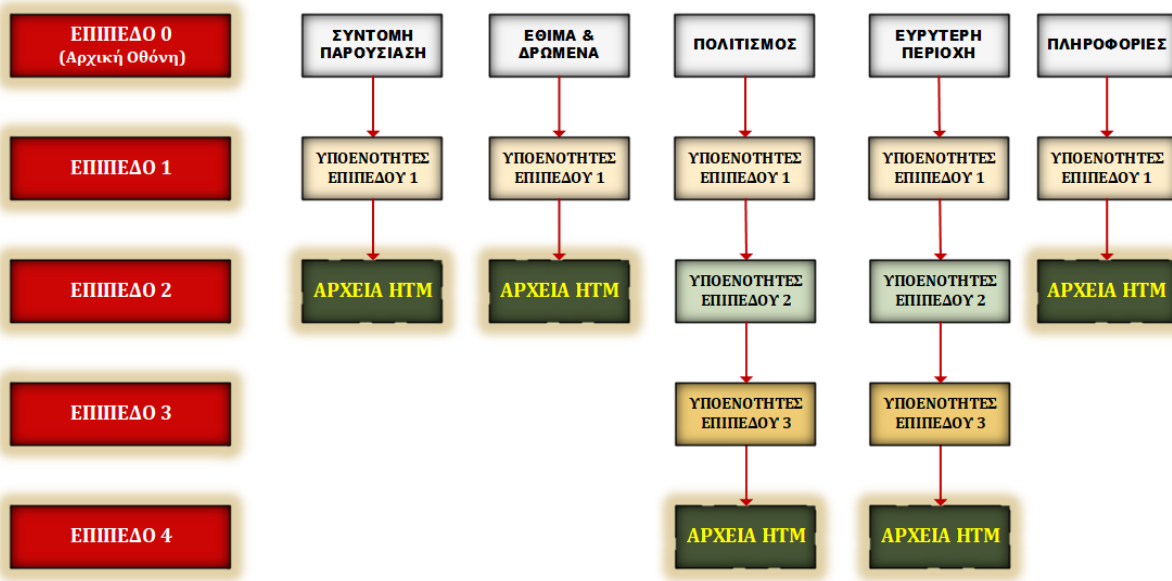 ΕΠΙΠΕΔΟ 0
(Αρχική Οθόνη)
ΣΥΝΤΟΜΗ
ΠΑΡΟΥΣΙΑΣΗ
ΕΘΙΜΑ &
ΔΡΩΜΕΝΑ
ΠΟΛΙΤΙΣΜΟΣ
ΕΥΡΥΤΕΡΗ
ΠΕΡΙΟΧΗ
ΠΛΗΡΟΦΟΡΙΕΣ
ΕΠΙΠΕΔΟ 1
ΥΠΟΕΝΟΤΗΤΕΣ
ΕΠΙΠΕΔΟΥ 1
ΥΠΟΕΝΟΤΗΤΕΣ
ΕΠΙΠΕΔΟΥ 1
ΥΠΟΕΝΟΤΗΤΕΣ
ΕΠΙΠΕΔΟΥ 1
ΥΠΟΕΝΟΤΗΤΕΣ
ΕΠΙΠΕΔΟΥ 1
ΥΠΟΕΝΟΤΗΤΕΣ
ΕΠΙΠΕΔΟΥ 1
ΕΠΙΠΕΔΟ 2
ΑΡΧΕΙΑ HTM
ΑΡΧΕΙΑ HTM
ΥΠΟΕΝΟΤΗΤΕΣ
ΕΠΙΠΕΔΟΥ 2
ΥΠΟΕΝΟΤΗΤΕΣ
ΕΠΙΠΕΔΟΥ 2
ΑΡΧΕΙΑ HTM
ΕΠΙΠΕΔΟ 3
ΥΠΟΕΝΟΤΗΤΕΣ
ΕΠΙΠΕΔΟΥ 3
ΥΠΟΕΝΟΤΗΤΕΣ
ΕΠΙΠΕΔΟΥ 3
ΕΠΙΠΕΔΟ 4
ΑΡΧΕΙΑ HTM
ΑΡΧΕΙΑ HTM